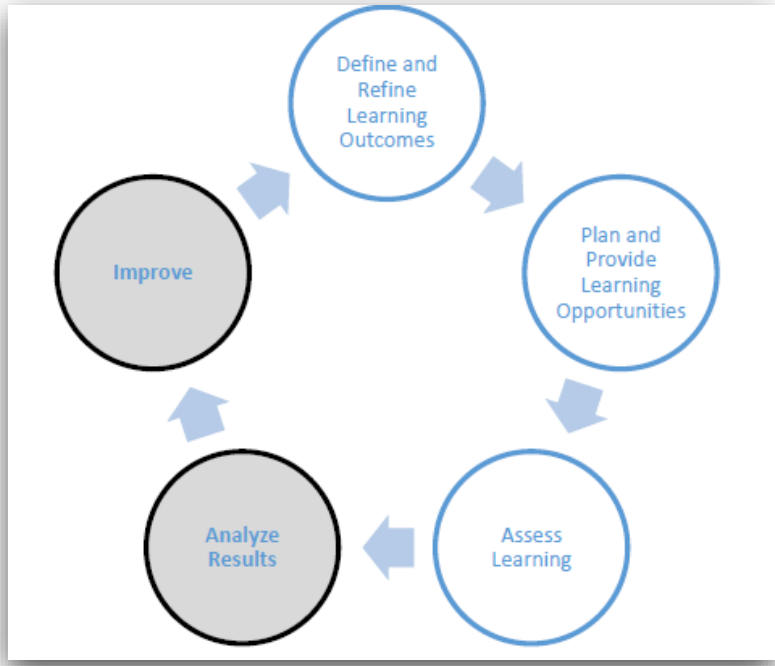 Define and
Refine
Learning
Outcomes
Plan and
Provide
Learning
Opportunities
Assess
Learning
Analyze
Results
Improve